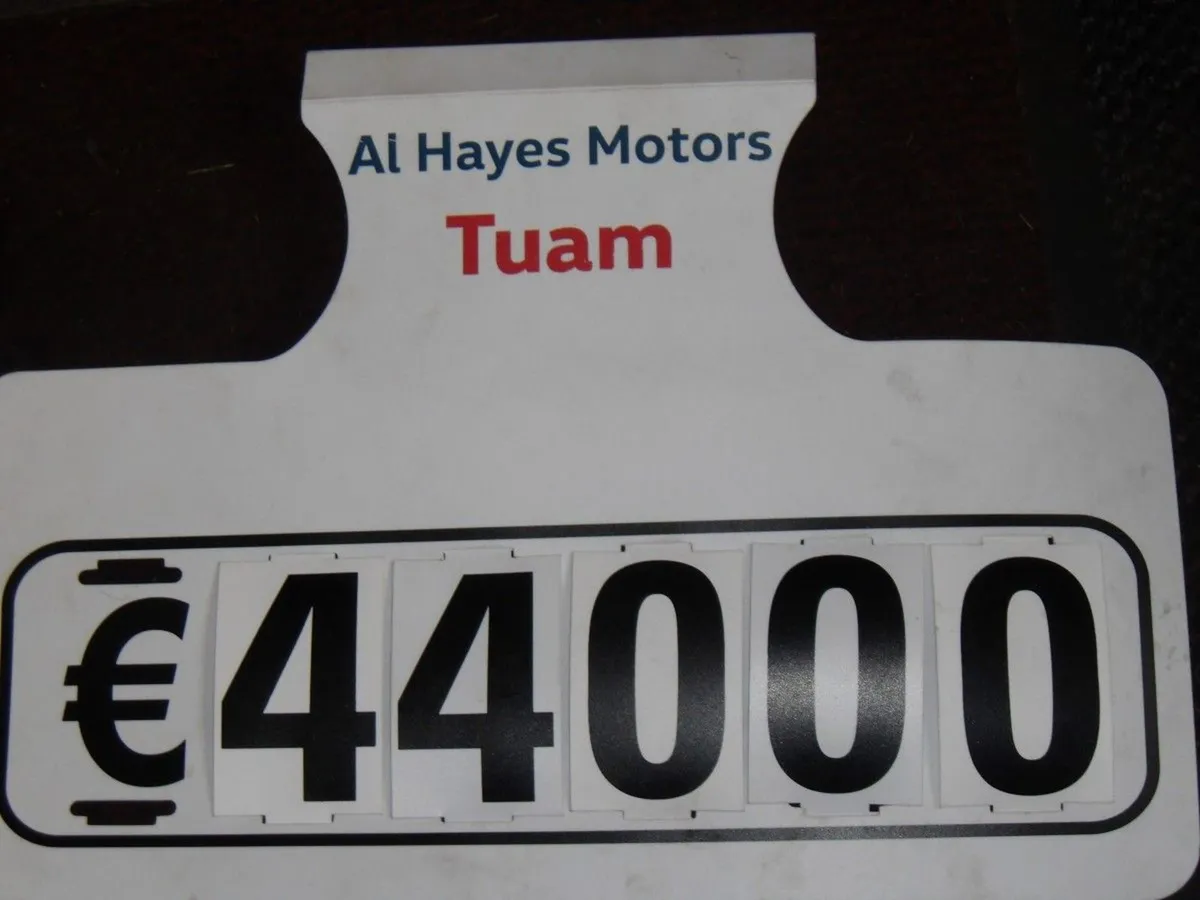 Al Hayes Motors
Tuam
€44000